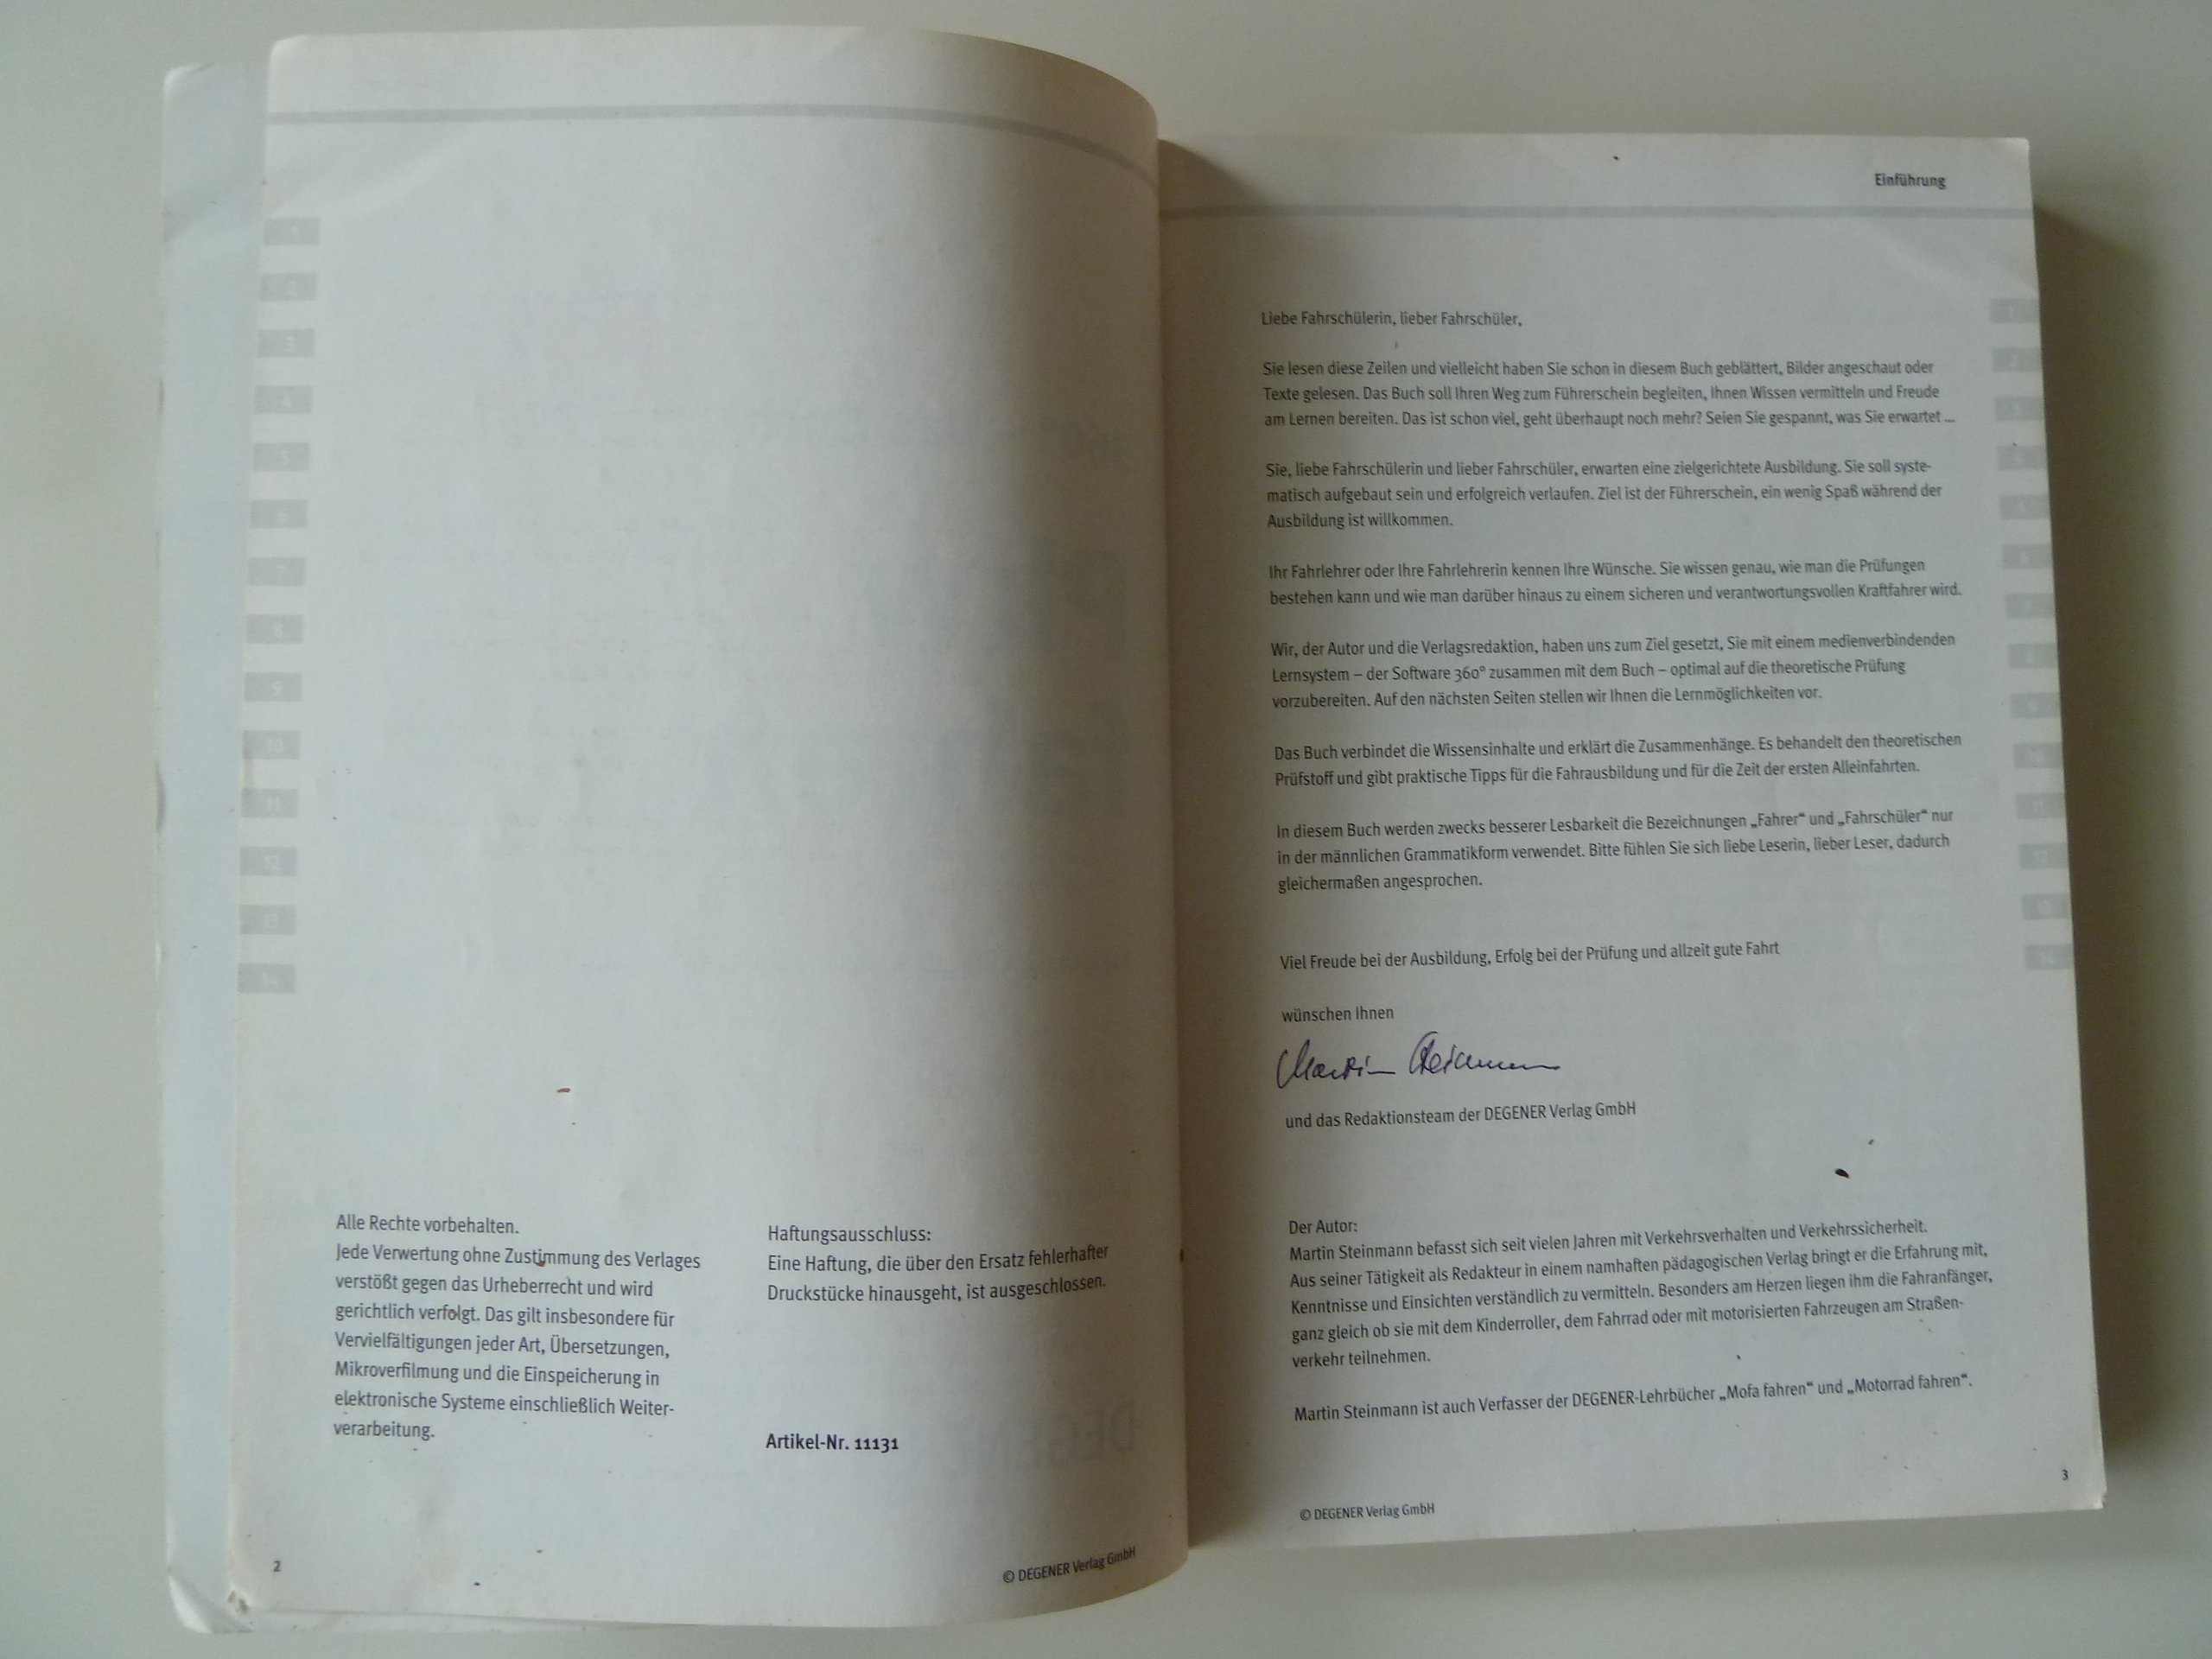 Alle Rechte vorbehalten.
Jede Verwertung ohne Zustimmung des Verlages
verstößt gegen das Urheberrecht und wird
gerichtlich verfolgt. Das gilt insbesondere für
Vervielfältigungen jeder Art, Übersetzungen,
Mikroverfilmung und die Einspeicherung in
elektronische Systeme einschließlich Weiter-
verarbeitung.
Haftungsausschluss:
Eine Haftung, die über den Ersatz fehlerhafter
Druckstücke hinausgeht, ist ausgeschlossen.
Artikel-Nr. 11131
2
© DEGENER Verlag GmbH
Einführung
Liebe Fahrschülerin, lieber Fahrschüler,
Sie lesen diese Zeilen und vielleicht haben Sie schon in diesem Buch geblättert, Bilder angeschaut oder
Texte gelesen. Das Buch soll Ihren Weg zum Führerschein begleiten, Ihnen Wissen vermitteln und Freude
am Lernen bereiten. Das ist schon viel, geht überhaupt noch mehr? Seien Sie gespannt, was Sie erwartet ...
Sie, liebe Fahrschülerin und lieber Fahrschüler, erwarten eine zielgerichtete Ausbildung. Sie soll syste-
matisch aufgebaut sein und erfolgreich verlaufen. Ziel ist der Führerschein, ein wenig Spaß während der
Ausbildung ist willkommen.
Ihr Fahrlehrer oder Ihre Fahrlehrerin kennen Ihre Wünsche. Sie wissen genau, wie man die Prüfungen
bestehen kann und wie man darüber hinaus zu einem sicheren und verantwortungsvollen Kraftfahrer wird.
Wir, der Autor und die Verlagsredaktion, haben uns zum Ziel gesetzt, Sie mit einem medienverbindenden
Lernsystem – der Software 360° zusammen mit dem Buch – optimal auf die theoretische Prüfung
vorzubereiten. Auf den nächsten Seiten stellen wir Ihnen die Lernmöglichkeiten vor.
Das Buch verbindet die Wissensinhalte und erklärt die Zusammenhänge. Es behandelt den theoretischen
Prüfstoff und gibt praktische Tipps für die Fahrausbildung und für die Zeit der ersten Alleinfahrten.
In diesem Buch werden zwecks besserer Lesbarkeit die Bezeichnungen „Fahrer“ und „Fahrschüler“ nur
in der männlichen Grammatikform verwendet. Bitte fühlen Sie sich liebe Leserin, lieber Leser, dadurch
gleichermaßen angesprochen.
Viel Freude bei der Ausbildung, Erfolg bei der Prüfung und allzeit gute Fahrt
wünschen Ihnen
Martin Steinmann
und das Redaktionsteam der DEGENER Verlag GmbH
Der Autor:
Martin Steinmann befasst sich seit vielen Jahren mit Verkehrsverhalten und Verkehrssicherheit.
Aus seiner Tätigkeit als Redakteur in einem namhaften pädagogischen Verlag bringt er die Erfahrung mit,
Kenntnisse und Einsichten verständlich zu vermitteln. Besonders am Herzen liegen ihm die Fahranfänger,
ganz gleich ob sie mit dem Kinderroller, dem Fahrrad oder mit motorisierten Fahrzeugen am Straßen-
verkehr teilnehmen.
Martin Steinmann ist auch Verfasser der DEGENER-Lehrbücher „Mofa fahren“ und „Motorrad fahren“.
3
© DEGENER Verlag GmbH